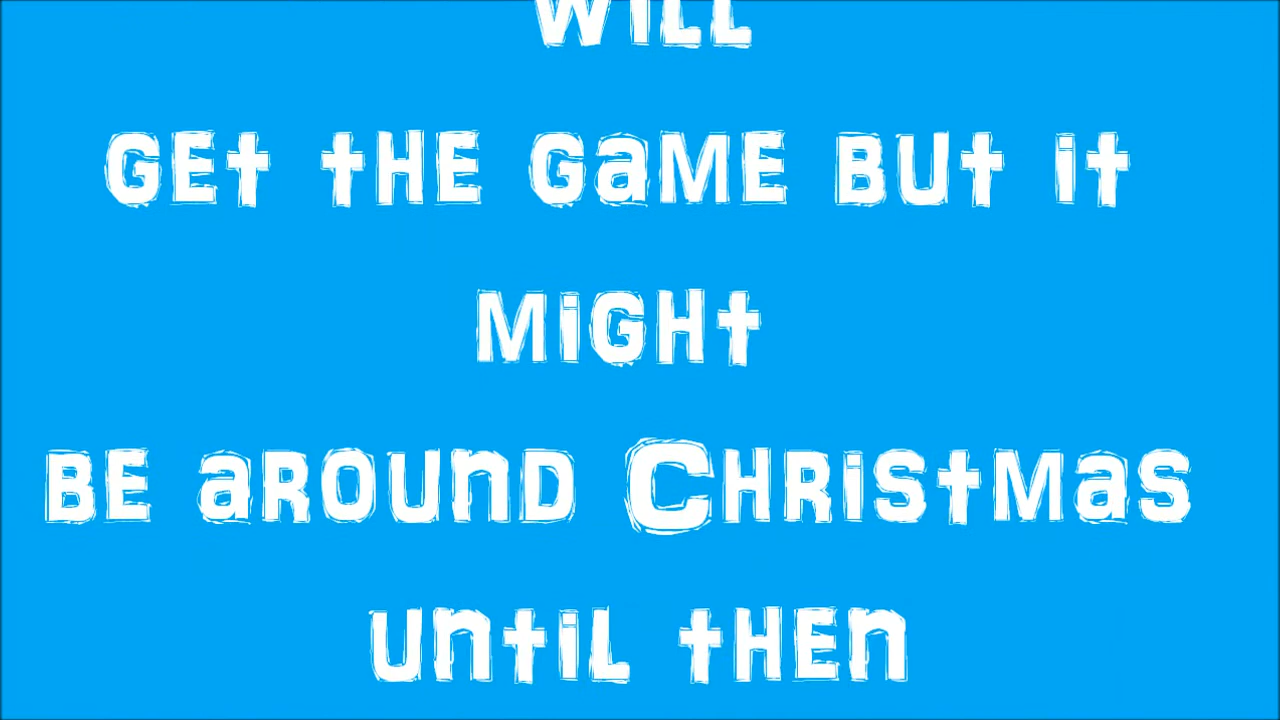 will
get the game but it
might
be around Christmas
until then